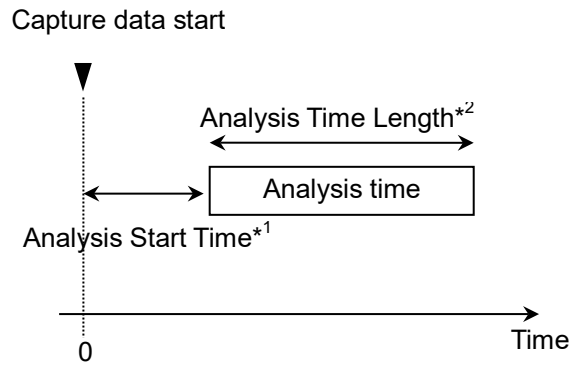 Capture data start
Analysis Time Length*2
Analysis time
Analysis Start Time*1
Time
0